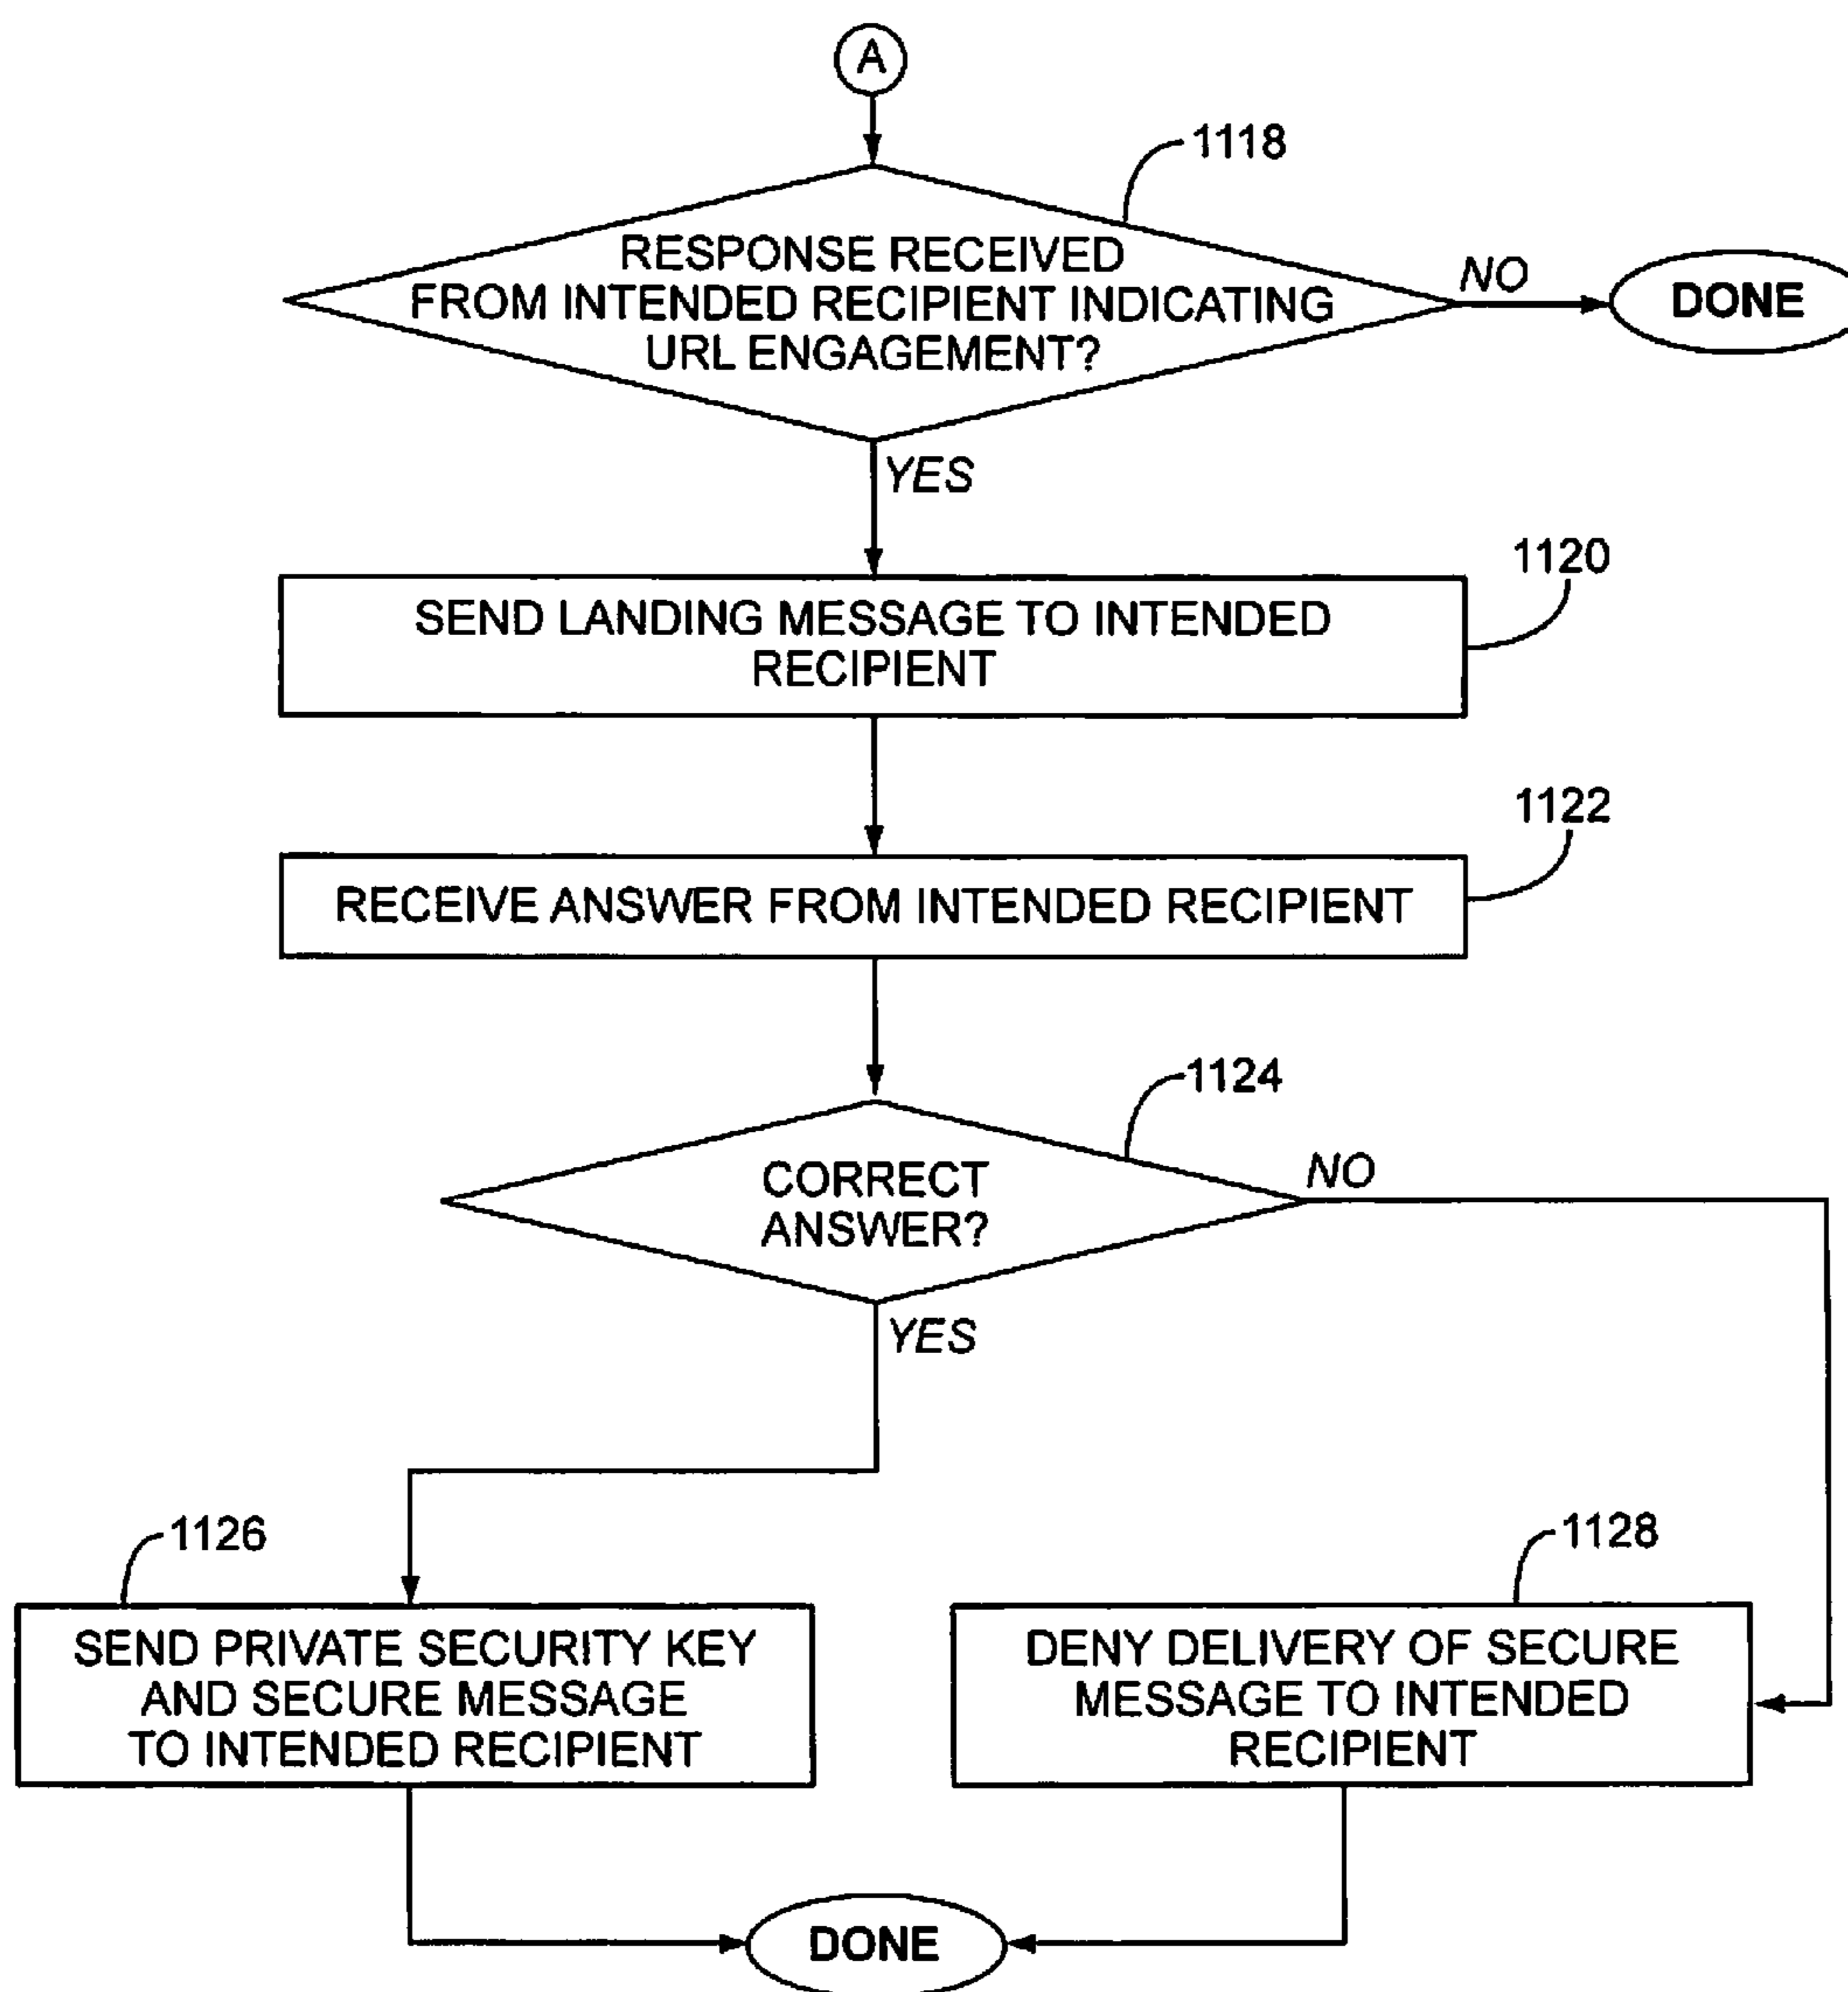 A
1118
RESPONSE RECEIVED
FROM INTENDED RECIPIENT INDICATING
URL ENGAGEMENT?
NO
DONE
YES
1120
SEND LANDING MESSAGE TO INTENDED
RECIPIENT
1122
RECEIVE ANSWER FROM INTENDED RECIPIENT
1124
CORRECT
ANSWER?
NO
YES
1126
SEND PRIVATE SECURITY KEY
AND SECURE MESSAGE
TO INTENDED RECIPIENT
1128
DENY DELIVERY OF SECURE
MESSAGE TO INTENDED
RECIPIENT
DONE